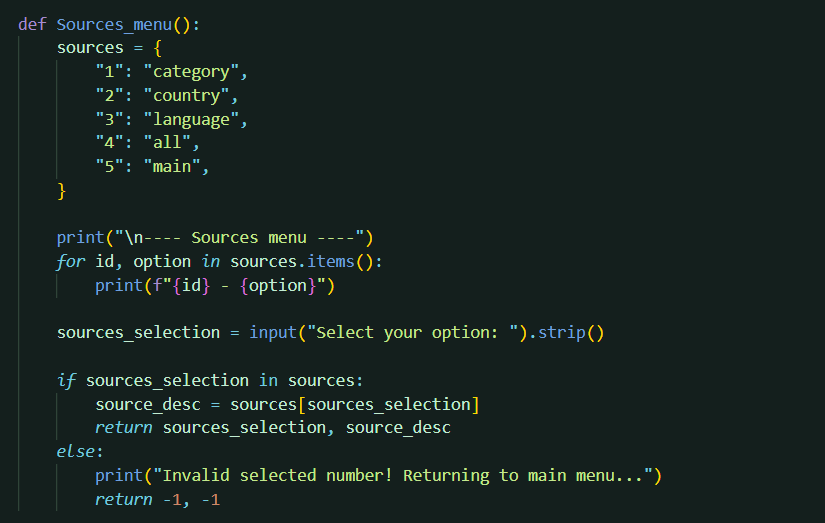 def Sources_menu():
    sources = {
        "1": "category",
        "2": "country",
        "3": "language",
        "4": "all",
        "5": "main",
    }

    print("\n---- Sources menu ----")
    for id, option in sources.items():
        print(f"{id} - {option}")

    sources_selection = input("Select your option: ").strip()

    if sources_selection in sources:
        source_desc = sources[sources_selection]
        return sources_selection, source_desc
    else:
        print("Invalid selected number! Returning to main menu...")
        return -1, -1